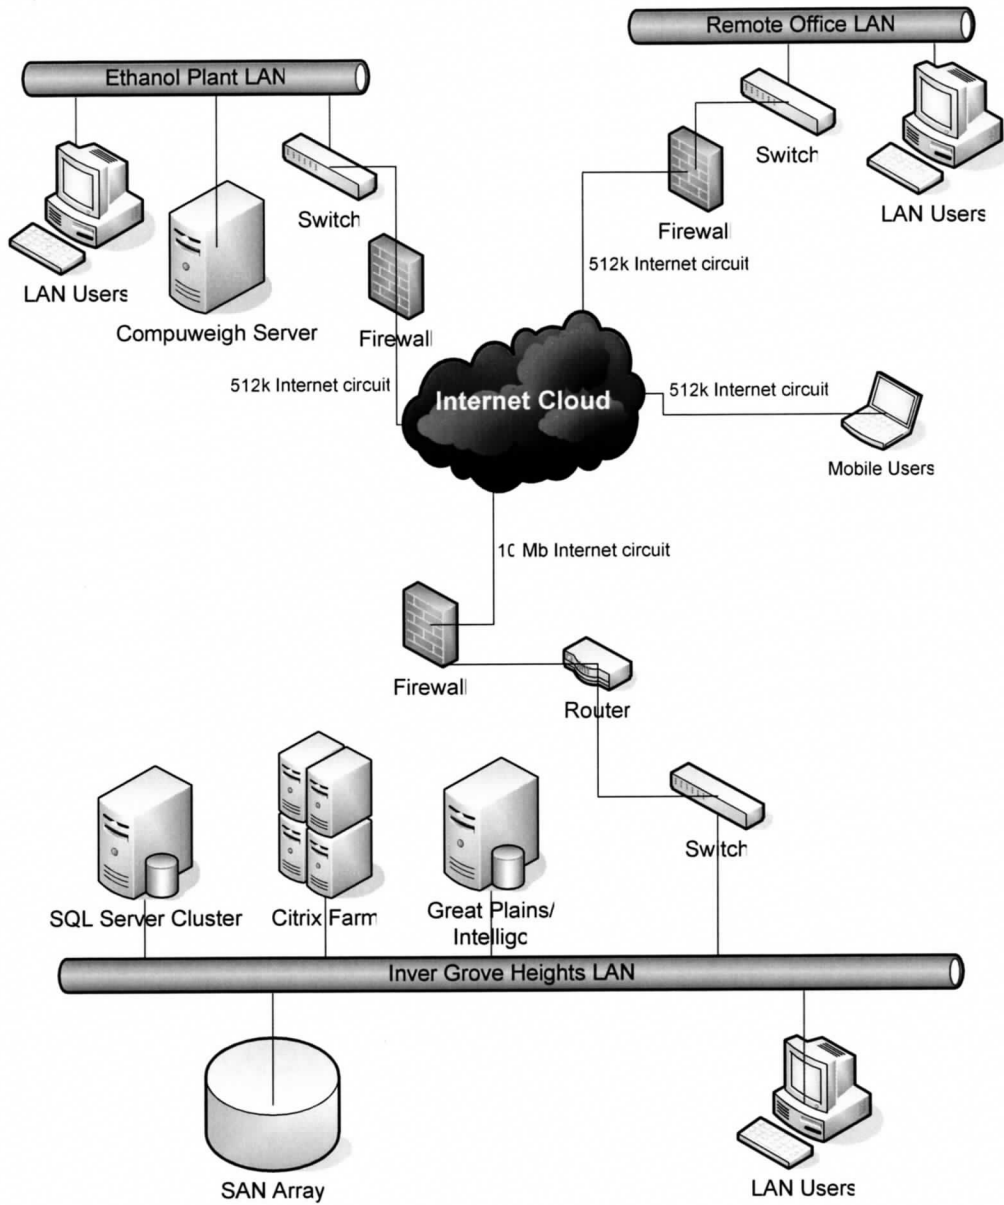 Remote Office LAN
Ethanol Plant LAN
Switch
Switch
LAN Users
Firewall
512k Internet circuit
LAN Users
Compuweigh Server
Firewall
512k Internet circuit
Internet Cloud
512k Internet circuit
Mobile Users
10 Mb Internet circuit
Firewall
Router
Switch
SQL Server Cluster
Citrix Farm
Great Plains/
Intelligo
Inver Grove Heights LAN
SAN Array
LAN Users